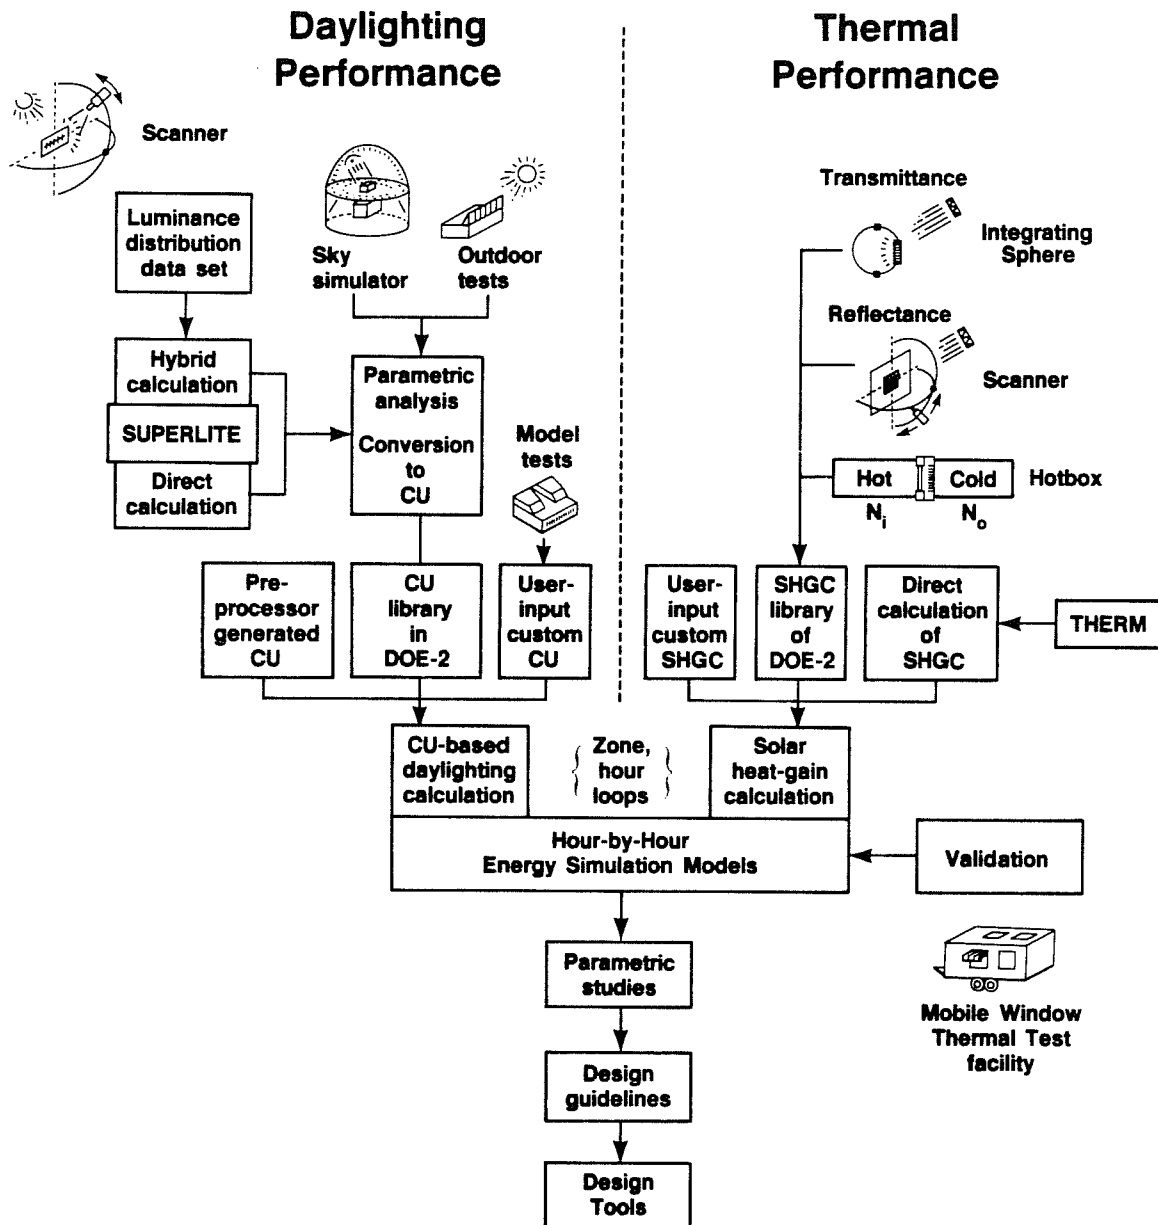 Daylighting
Performance
Thermal
Performance
Scanner
Luminance
distribution
data set
Sky
simulator
Outdoor
tests
Hybrid
calculation
SUPERLITE
Direct
calculation
Parametric
analysis
Conversion
to
CU
Model
tests
Pre-
processor
generated
CU
CU
library
in
DOE-2
User-
input
custom
CU
Transmittance
Integrating
Sphere
Reflectance
Scanner
Hot
Cold
Hotbox
Ni
No
User-
input
custom
SHGC
SHGC
library
of
DOE-2
Direct
calculation
of
SHGC
THERM
CU-based
daylighting
calculation
Zone,
hour
loops
Solar
heat-gain
calculation
Hour-by-Hour
Energy Simulation Models
Validation
Mobile Window
Thermal Test
facility
Parametric
studies
Design
guidelines
Design
Tools